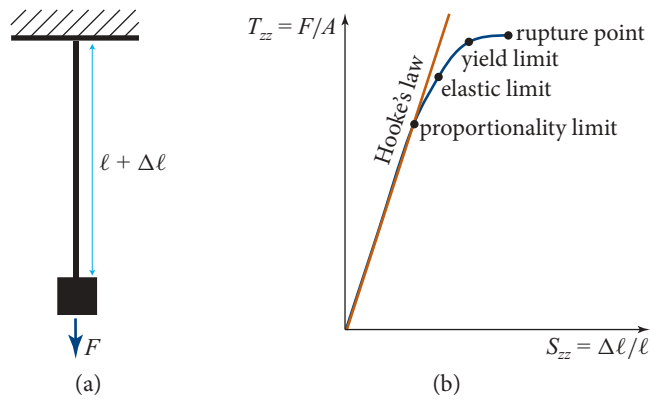 ℓ + Δℓ
F
(a)
T_zz = F/A
Hooke's law
rupture point
yield limit
elastic limit
proportionality limit
S_zz = Δℓ/ℓ
(b)